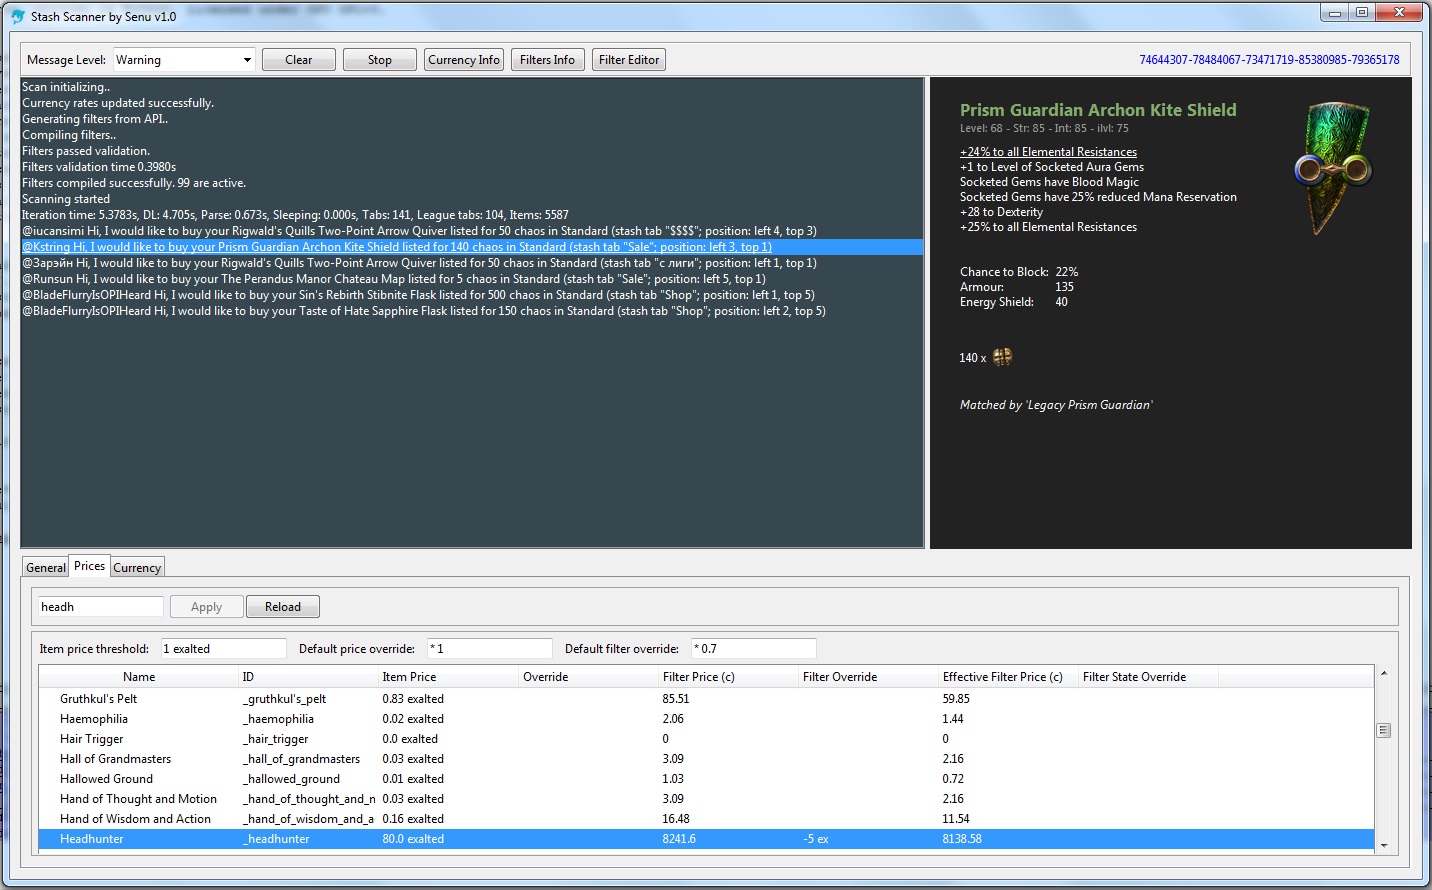 Stash Scanner by Senu v1.0
Message Level: Warning Clear Stop Currency Info Filters Info Filter Editor 74644307-78484067-73471719-85380985-79365178
Scan initializing..
Currency rates updated successfully.
Generating filters from API..
Compiling filters..
Filters passed validation.
Filters validation time 0.3980s
Filters compiled successfully. 99 are active.
Scanning started
Iteration time: 5.3783s, DL: 4.705s, Parse: 0.673s, Sleeping: 0.000s, Tabs: 141, League tabs: 104, Items: 5587
@iucansimi Hi, I would like to buy your Rigwald's Quills Two-Point Arrow Quiver listed for 50 chaos in Standard (stash tab "$$$$"; position: left 4, top 3)
@Kstring Hi, I would like to buy your Prism Guardian Archon Kite Shield listed for 140 chaos in Standard (stash tab "Sale"; position: left 3, top 1)
@Зарэйн Hi, I would like to buy your Rigwald's Quills Two-Point Arrow Quiver listed for 50 chaos in Standard (stash tab "с лиги"; position: left 1, top 1)
@Runsun Hi, I would like to buy your The Perandus Manor Chateau Map listed for 5 chaos in Standard (stash tab "Sale"; position: left 5, top 1)
@BladeFlurryIsOPIHeard Hi, I would like to buy your Sin's Rebirth Stibnite Flask listed for 500 chaos in Standard (stash tab "Shop"; position: left 1, top 5)
@BladeFlurryIsOPIHeard Hi, I would like to buy your Taste of Hate Sapphire Flask listed for 150 chaos in Standard (stash tab "Shop"; position: left 2, top 5)
Prism Guardian Archon Kite Shield
Level: 68 - Str: 85 - Int: 85 - ilvl: 75
+24% to all Elemental Resistances
+1 to Level of Socketed Aura Gems
Socketed Gems have Blood Magic
Socketed Gems have 25% reduced Mana Reservation
+28 to Dexterity
+25% to all Elemental Resistances
Chance to Block: 22%
Armour: 135
Energy Shield: 40
140 x
Matched by 'Legacy Prism Guardian'
General Prices Currency
headh Apply Reload
Item price threshold: 1 exalted Default price override: * 1 Default filter override: * 0.7
Name ID Item Price Override Filter Price (c) Filter Override Effective Filter Price (c) Filter State Override
Gruthkul's Pelt _gruthkul's_pelt 0.83 exalted 85.51 59.85
Haemophilia _haemophilia 0.02 exalted 2.06 1.44
Hair Trigger _hair_trigger 0.0 exalted 0 0
Hall of Grandmasters _hall_of_grandmasters 0.03 exalted 3.09 2.16
Hallowed Ground _hallowed_ground 0.01 exalted 1.03 0.72
Hand of Thought and Motion _hand_of_thought_and_n 0.03 exalted 3.09 2.16
Hand of Wisdom and Action _hand_of_wisdom_and_a 0.16 exalted 16.48 11.54
Headhunter _headhunter 80.0 exalted 8241.6 -5 ex 8138.58